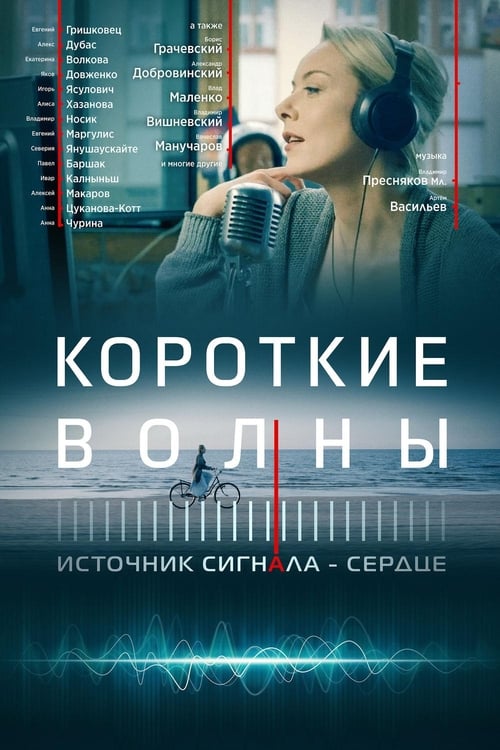 Евгений Гришковец
Алекс Дубас
Екатерина Волкова
Яков Довженко
Игорь Ясулович
Алиса Хазанова
Владимир Носик
Евгений Маргулис
Северия Янушаускайте
Павел Баршак
Ивар Калныньш
Алексей Макаров
Анна Цуканова-Котт
Анна Чурина
а также
Борис
Грачевский
Александр
Добровинский
Влад
Маленко
Владимир
Вишневский
Вячеслав
Манучаров
и многие другие
музыка
Владимир
Пресняков Мл.
Артём
Васильев
КОРОТКИЕ
ВОЛНЫ
ИСТОЧНИК СИГНАЛА - СЕРДЦЕ